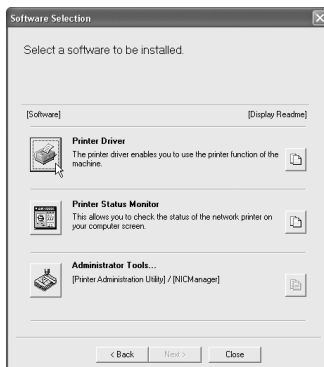 Software Selection
Select a software to be installed.
[Software] [Display Readme]
Printer Driver
The printer driver enables you to use the printer function of the
machine.
Printer Status Monitor
This allows you to check the status of the network printer on
your computer screen.
Administrator Tools...
[Printer Administration Utility] / [NICManager]
< Back Next > Close